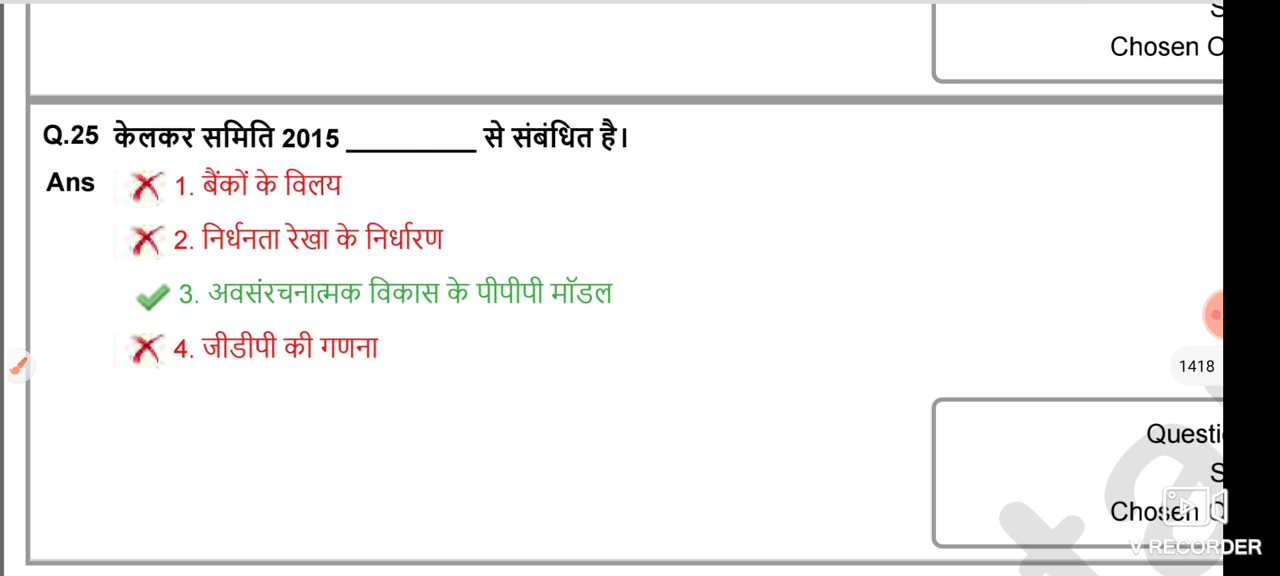 Chosen
Q.25 केलकर समिति 2015 _________ से संबंधित है।
Ans 1. बैंकों के विलय
2. निर्धनता रेखा के निर्धारण
3. अवसंरचनात्मक विकास के पीपीपी मॉडल
4. जीडीपी की गणना
1418
Chosen
V RECORDER